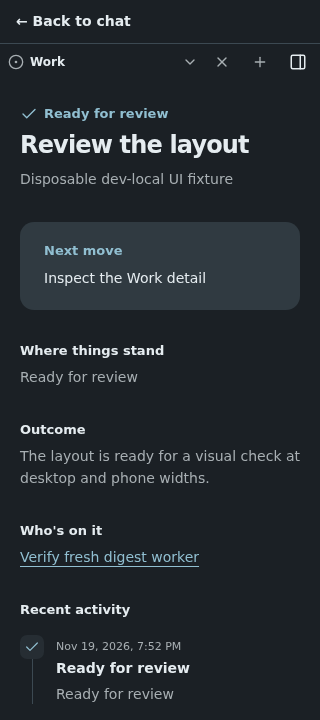 ← Back to chat
Work
Ready for review
Review the layout
Disposable dev-local UI fixture
Next move
Inspect the Work detail
Where things stand
Ready for review
Outcome
The layout is ready for a visual check at
desktop and phone widths.
Who's on it
Verify fresh digest worker
Recent activity
Nov 19, 2026, 7:52 PM
Ready for review
Ready for review